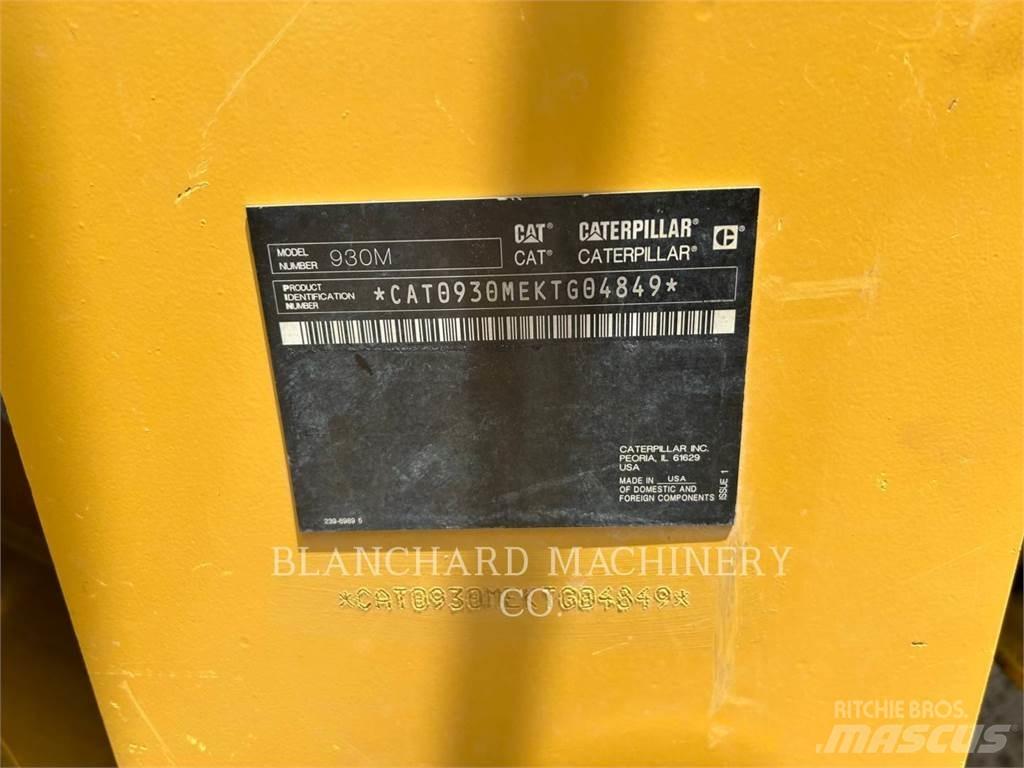 CAT® CATERPILLAR®
CAT® CATERPILLAR®
C®
MODEL
NUMBER 930M
PRODUCT
IDENTIFICATION
NUMBER
*CAT0930MEKTG04849*
CATERPILLAR INC.
PEORIA, IL 61629
USA
MADE IN USA
OF DOMESTIC AND
FOREIGN COMPONENTS
ISSUE 1
239-6989 5
BLANCHARD MACHINERY
CO.
*CAT0930MEKTG04849*
RITCHIE BROS.
MASCUS